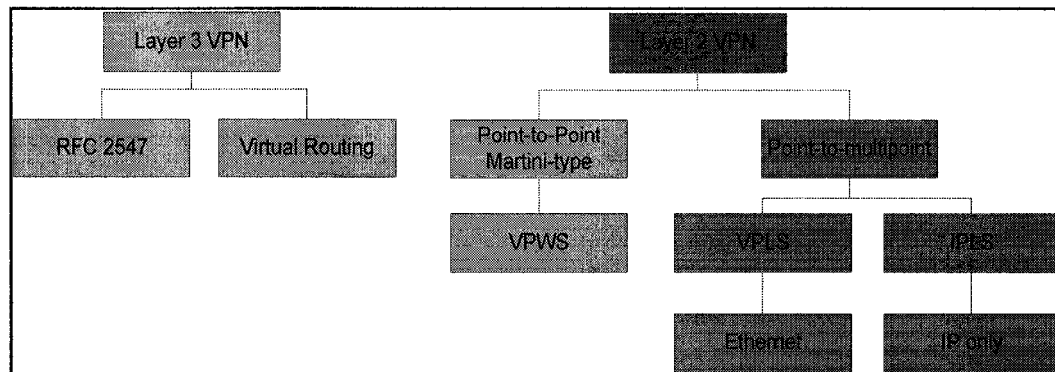 Layer 3 VPN
Layer 2 VPN
RFC 2547
Virtual Routing
Point-to-Point
Martini-type
Point-to-multipoint
VPWS
VPLS
IPLS
Ethernet
IP only